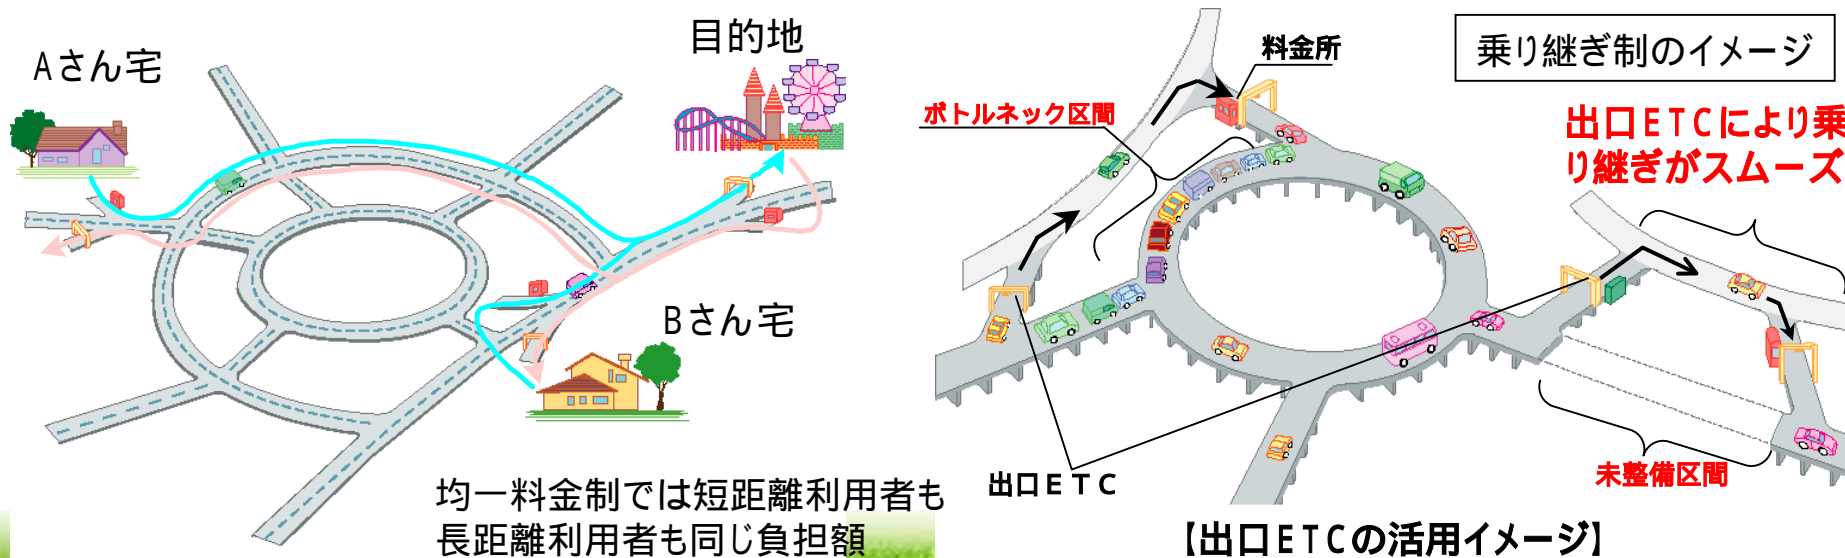 Aさん宅
目的地
Bさん宅
均一料金制では短距離利用者も
長距離利用者も同じ負担額
乗り継ぎ制のイメージ
料金所
ボトルネック区間
出口ETCにより乗
り継ぎがスムーズ
出口ETC
未整備区間
【出口ETCの活用イメージ】